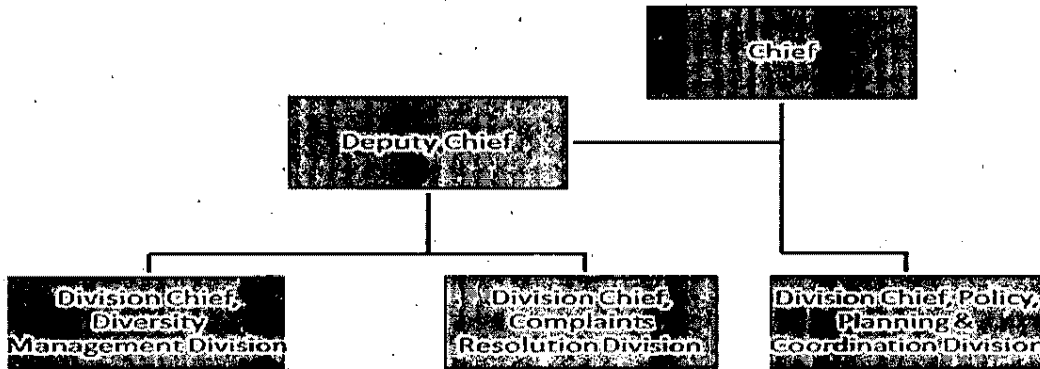 Chief
Deputy Chief
Division Chief,
Diversity
Management Division
Division Chief,
Complaints
Resolution Division
Division Chief, Policy,
Planning &
Coordination Division